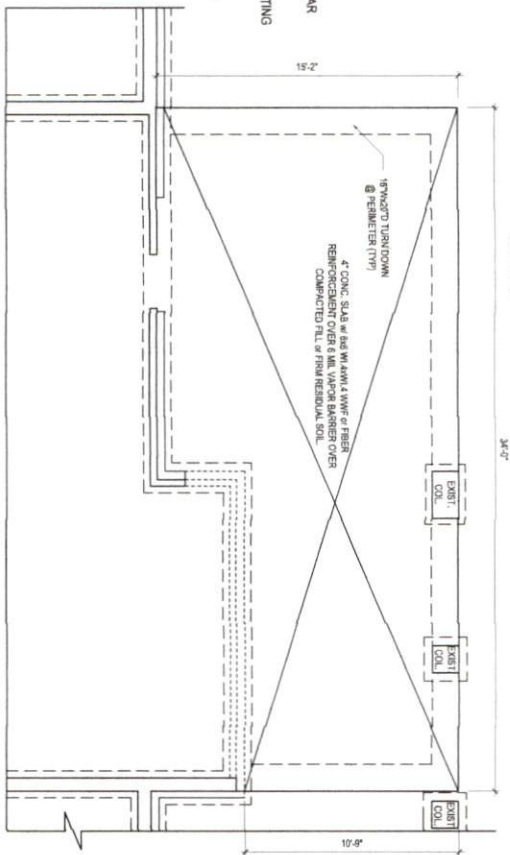 AR
TING
15'-2"
34'-0"
16"Wx20"D TURN DOWN
@ PERIMETER (TYP)
4" CONC. SLAB w/ 6x6 W1.4xW1.4 WWF or FIBER
REINFORCEMENT OVER 6 MIL VAPOR BARRIER OVER
COMPACTED FILL or FIRM RESIDUAL SOIL.
EXIST.
COL.
EXIST
COL.
EXIST
COL.
10'-9"